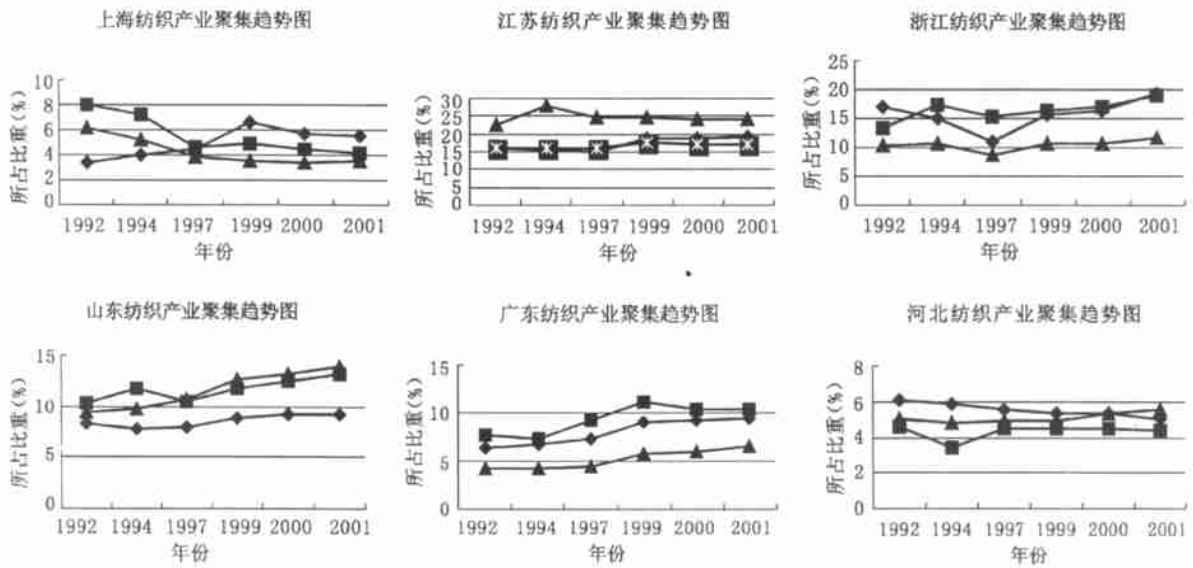 上海纺织产业聚集趋势图
所占比重(%)
10
8
6
4
2
0
1992 1994 1997 1999 2000 2001
年份
江苏纺织产业聚集趋势图
所占比重(%)
30
25
20
15
10
5
0
1992 1994 1997 1999 2000 2001
年份
浙江纺织产业聚集趋势图
所占比重(%)
25
20
15
10
5
0
1992 1994 1997 1999 2000 2001
年份
山东纺织产业聚集趋势图
所占比重(%)
15
10
5
0
1992 1994 1997 1999 2000 2001
年份
广东纺织产业聚集趋势图
所占比重(%)
15
10
5
0
1992 1994 1997 1999 2000 2001
年份
河北纺织产业聚集趋势图
所占比重(%)
8
6
4
2
0
1992 1994 1997 1999 2000 2001
年份